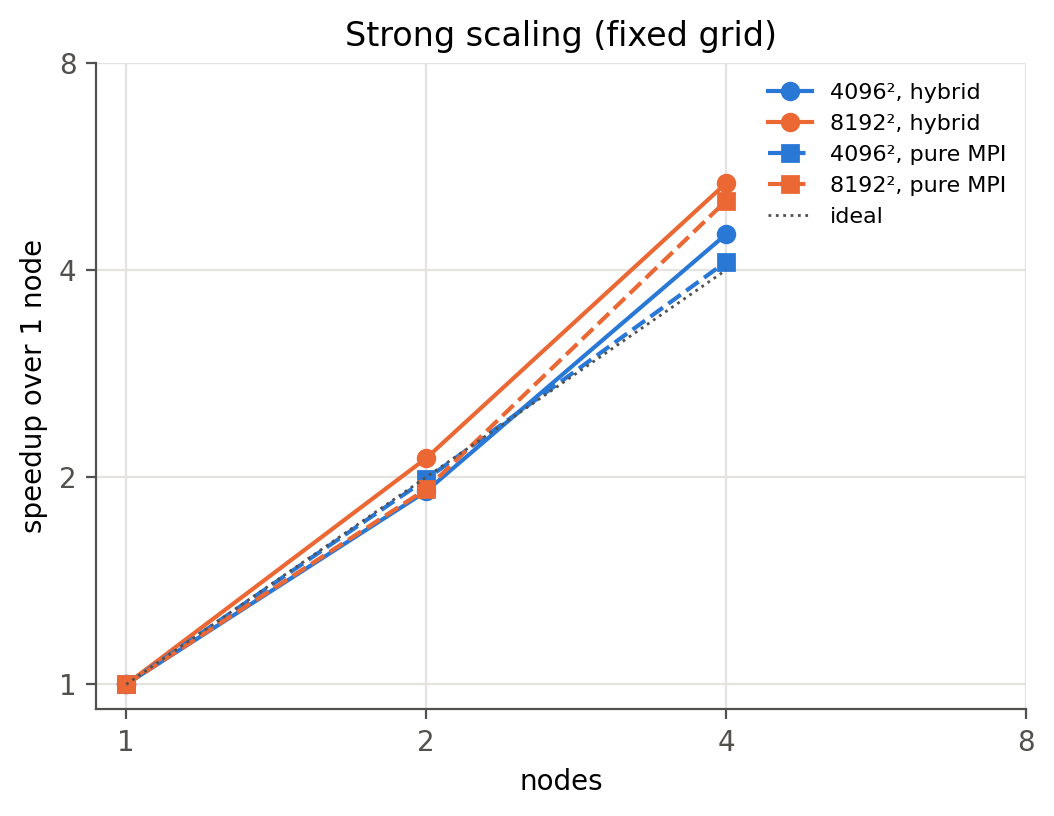 Strong scaling (fixed grid)
speedup over 1 node
8
4
2
1
4096², hybrid
8192², hybrid
4096², pure MPI
8192², pure MPI
ideal
1 2 4 8
nodes